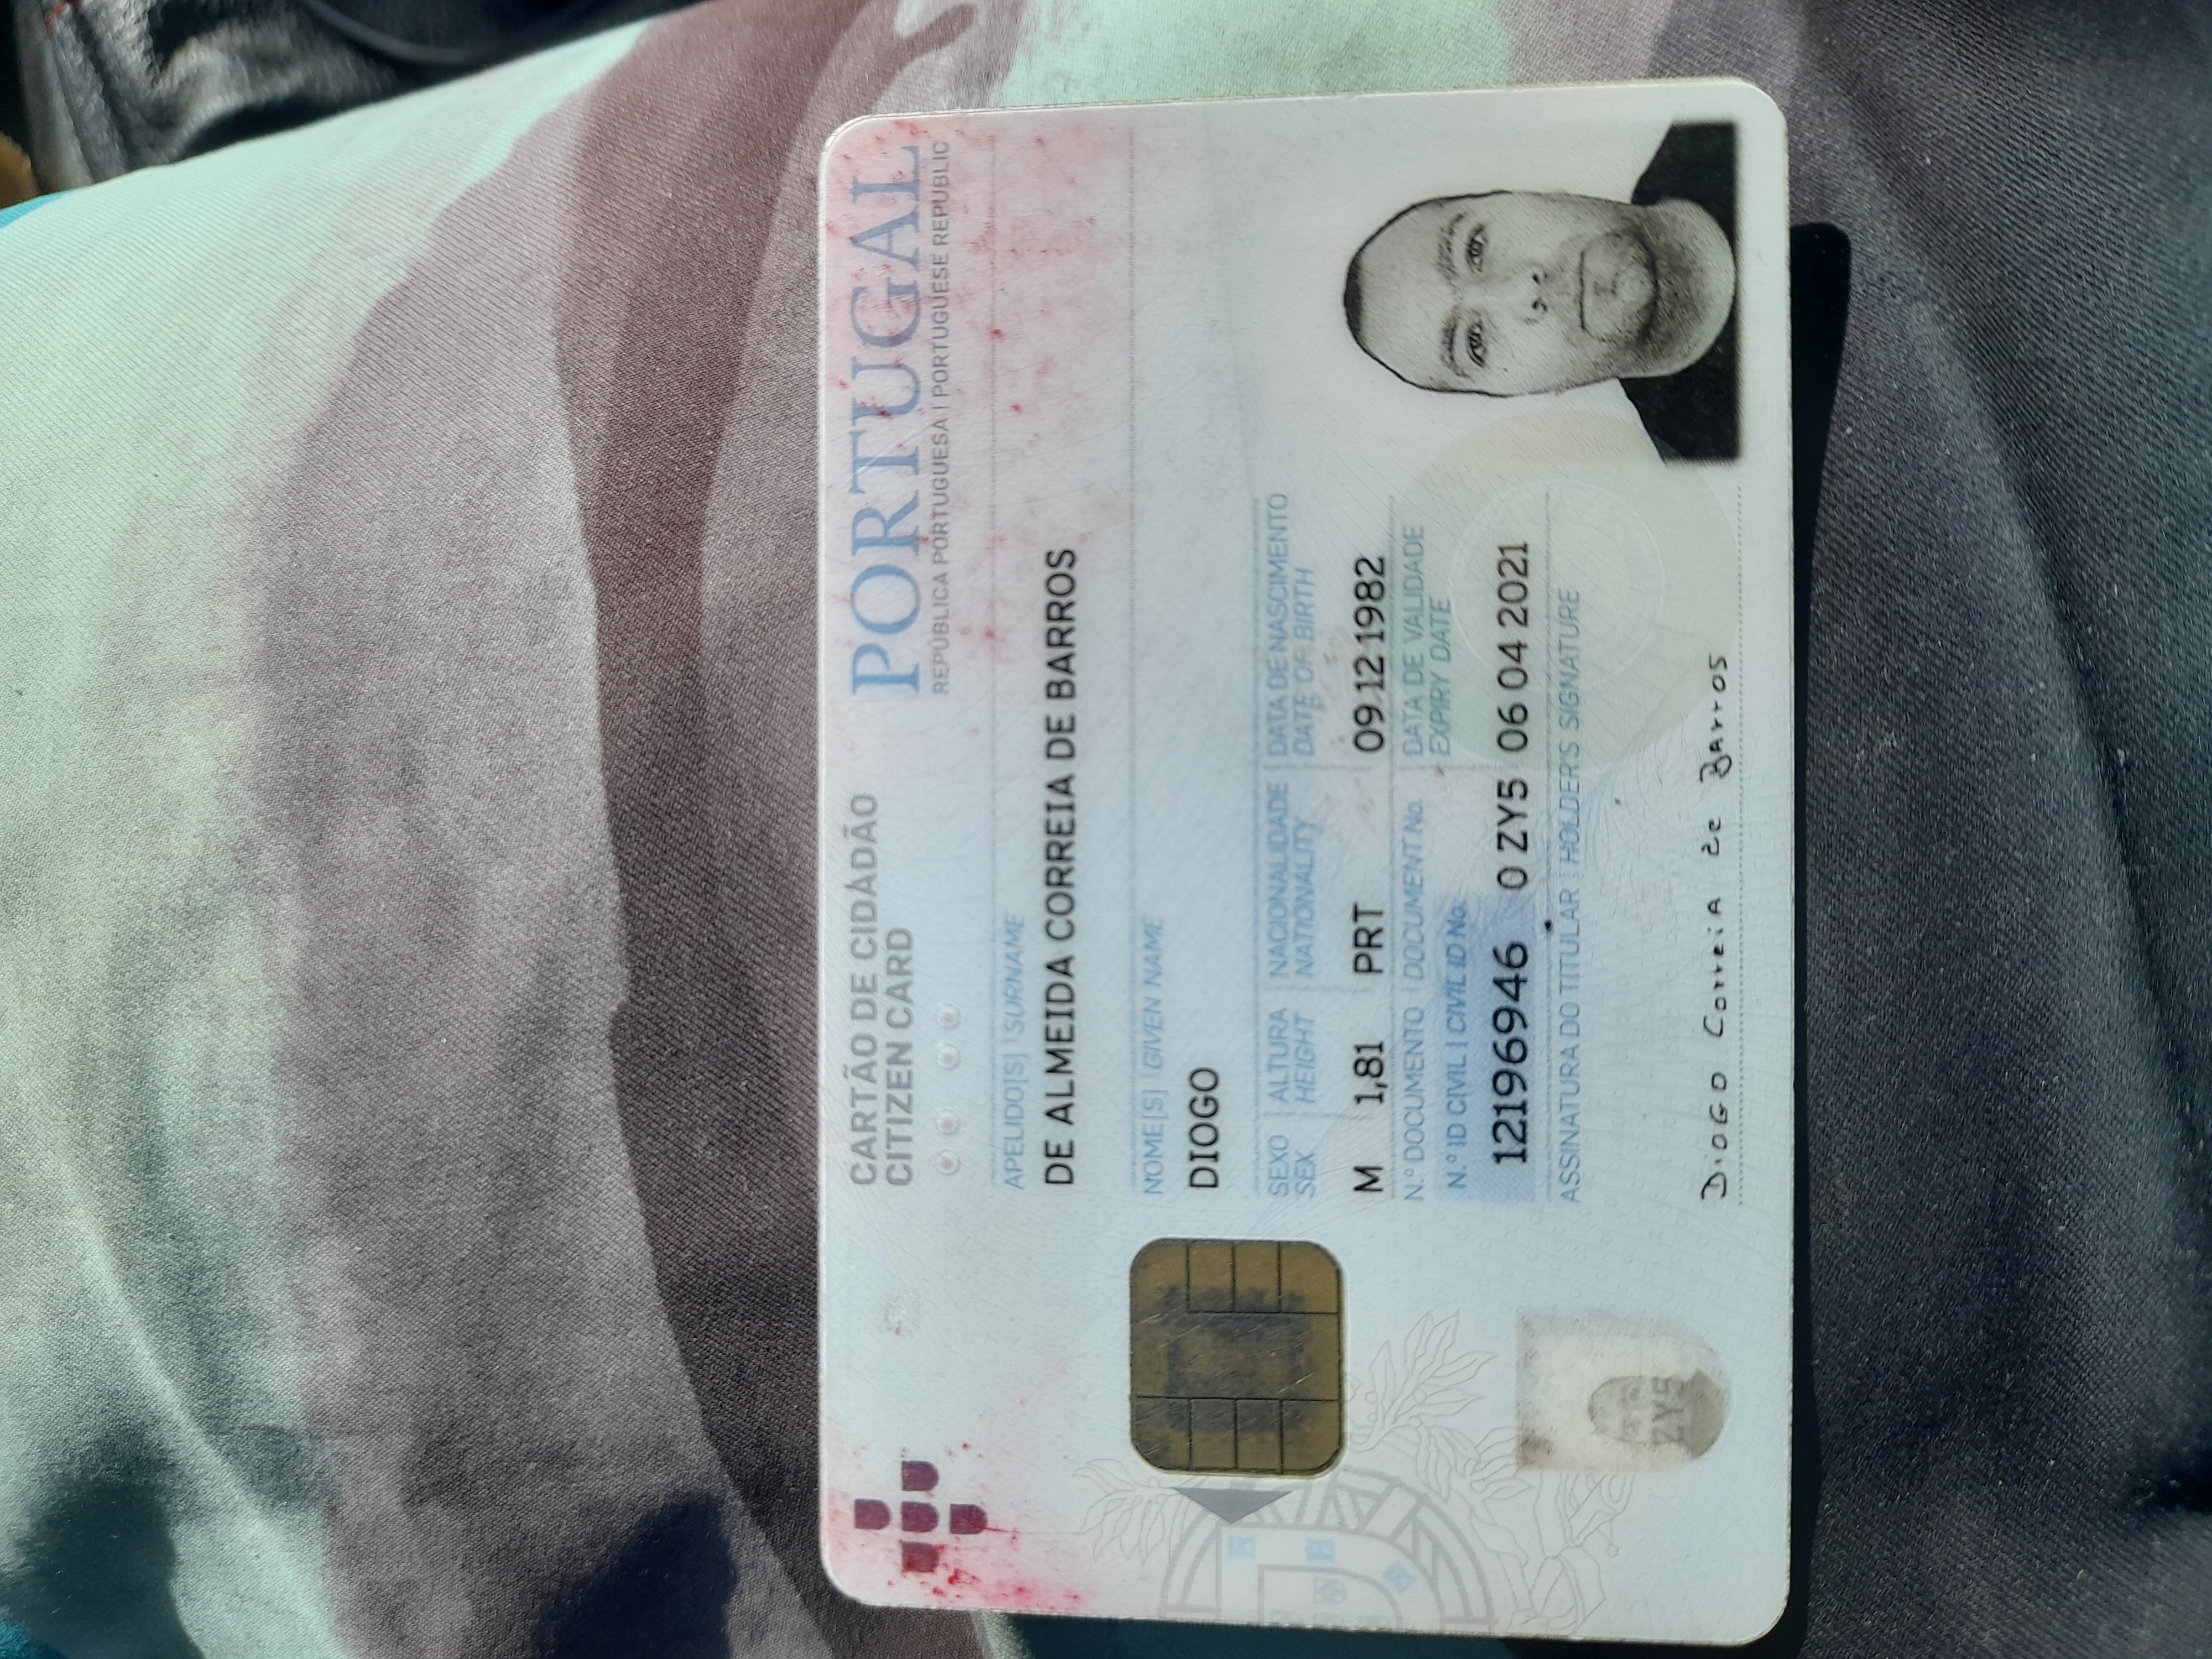 CARTÃO DE CIDADÃO
CITIZEN CARD
PORTUGAL
REPÚBLICA PORTUGUESA | PORTUGUESE REPUBLIC
APELIDO[S] | SURNAME
DE ALMEIDA CORREIA DE BARROS
NOME[S] | GIVEN NAME
DIOGO
SEXO ALTURA NACIONALIDADE DATA DE NASCIMENTO
SEX HEIGHT NATIONALITY DATE OF BIRTH
M 1,81 PRT 09 12 1982
N.º DOCUMENTO | DOCUMENT No. DATA DE VALIDADE
EXPIRY DATE
N.º ID CIVIL | CIVIL ID No.
12196946 0 ZY5 06 04 2021
ASSINATURA DO TITULAR | HOLDER'S SIGNATURE
ZY5
Diogo Correia de Barros